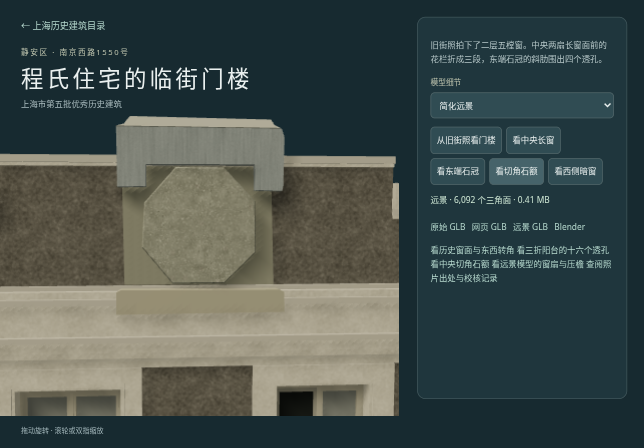 ← 上海历史建筑目录
静安区 · 南京西路1550号
程氏住宅的临街门楼
上海市第五批优秀历史建筑
旧街照拍下了二层五樘窗。中央两扇长窗面前的
花栏折成三段，东端石冠的斜肋围出四个透孔。
模型细节
简化远景
从旧街照看门楼
看中央长窗
看东端石冠
看切角石额
看西侧暗窗
远景 · 6,092 个三角面 · 0.41 MB
原始 GLB 网页 GLB 远景 GLB Blender
看历史窗面与东西转角 看三折阳台的十六个透孔
看中央切角石额 看远景模型的窗扇与压檐 查阅照
片出处与校核记录
拖动旋转 · 滚轮或双指缩放